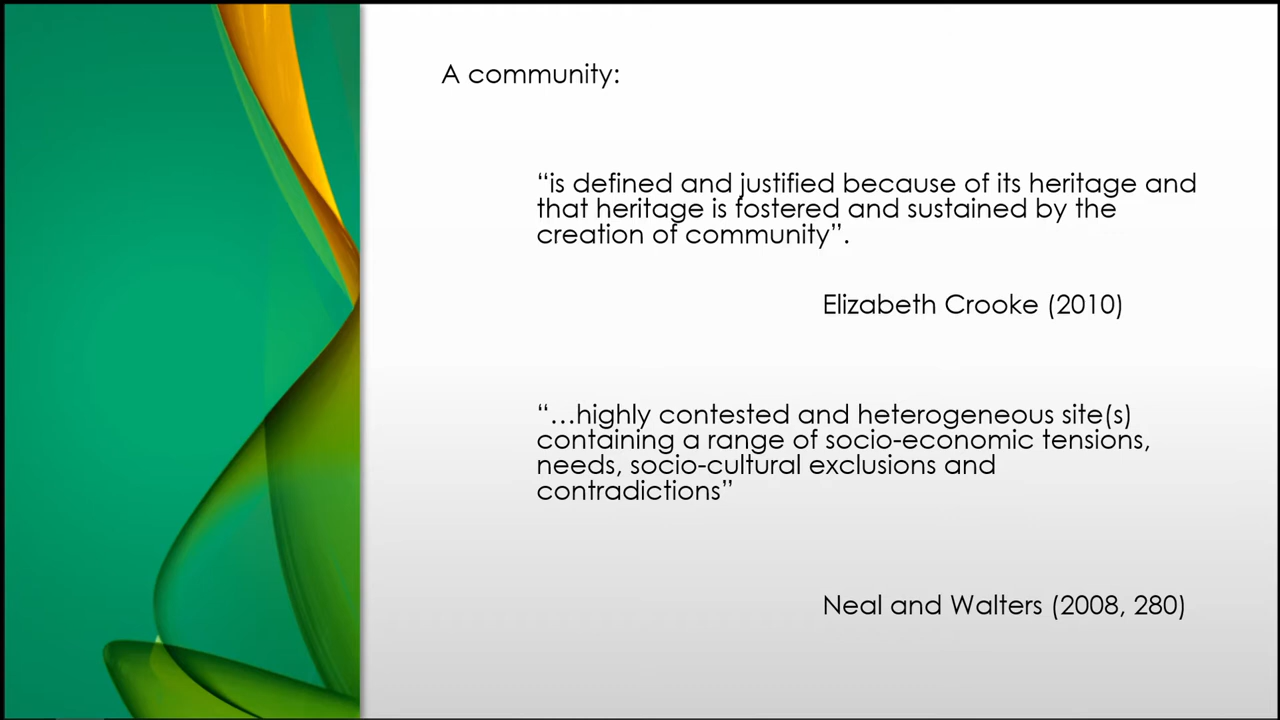 A community:
“is defined and justified because of its heritage and
that heritage is fostered and sustained by the
creation of community”.
Elizabeth Crooke (2010)
“…highly contested and heterogeneous site(s)
containing a range of socio-economic tensions,
needs, socio-cultural exclusions and
contradictions”
Neal and Walters (2008, 280)